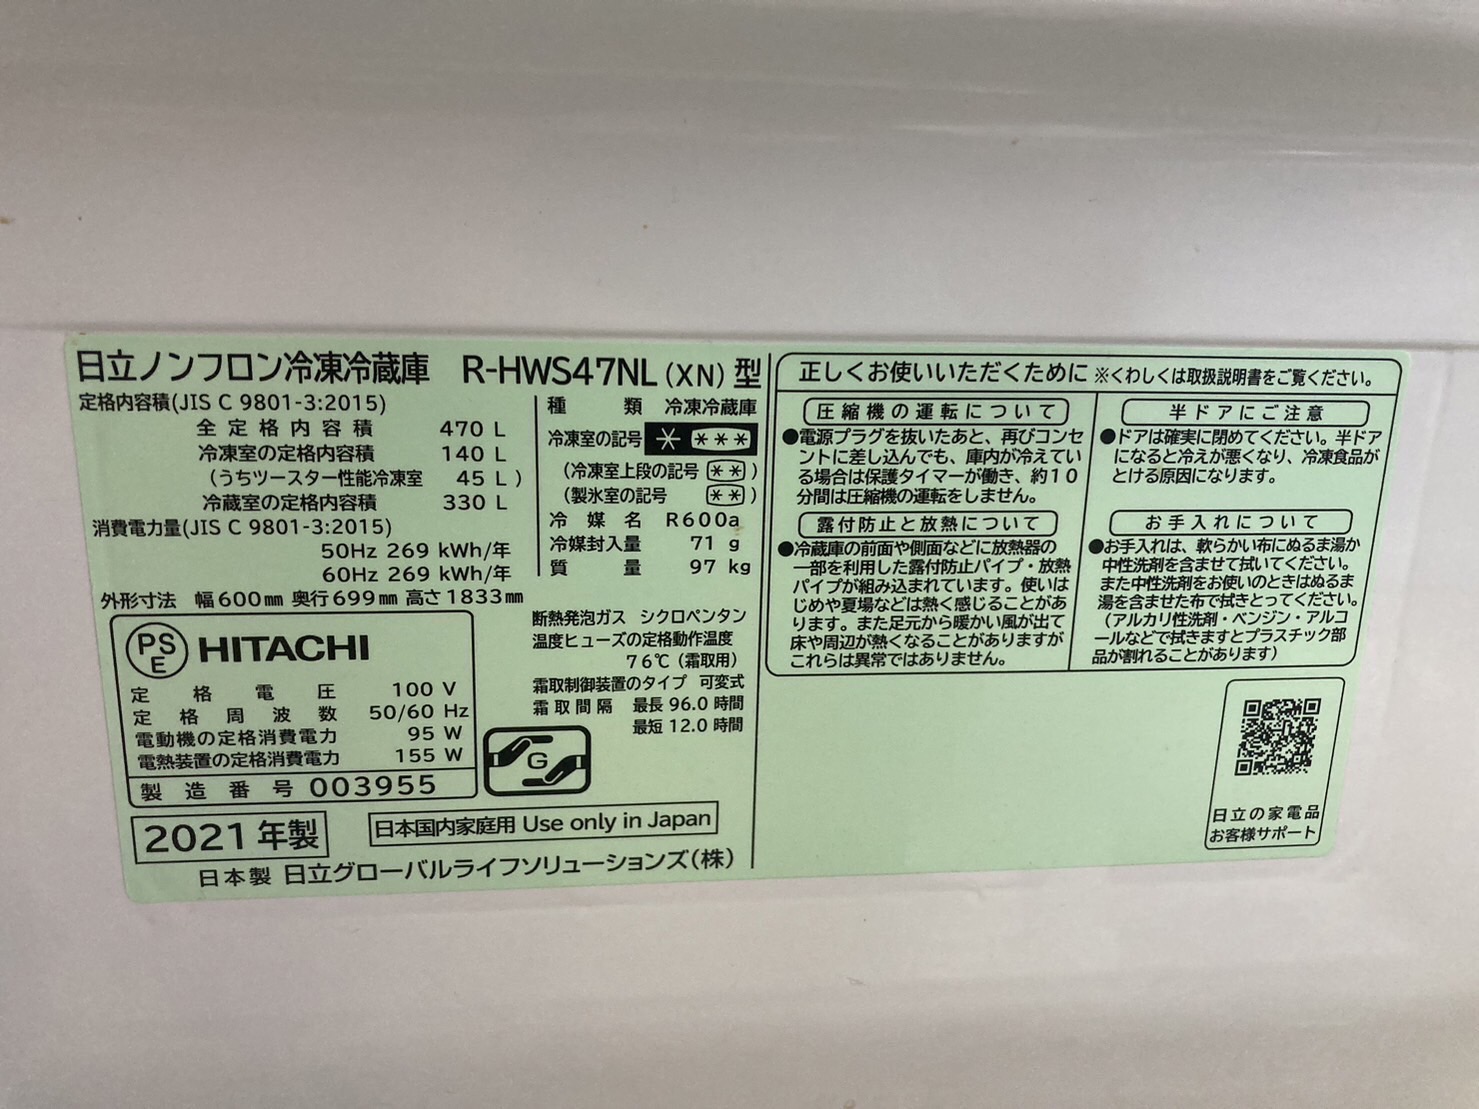 日立ノンフロン冷凍冷蔵庫 R-HWS47NL(XN)型
定格内容積(JIS C 9801-3:2015)
全定格内容積 470 L
冷凍室の定格内容積 140 L
(うちツースター性能冷凍室 45 L)
冷蔵室の定格内容積 330 L
消費電力量(JIS C 9801-3:2015)
50Hz 269 kWh/年
60Hz 269 kWh/年
外形寸法 幅600mm 奥行699mm 高さ1833mm
種類 冷凍冷蔵庫
冷凍室の記号 * ***
(冷凍室上段の記号 **)
(製氷室の記号 **)
冷媒名 R600a
冷媒封入量 71 g
質量 97 kg
PS
E
HITACHI
定格電圧 100 V
定格周波数 50/60 Hz
電動機の定格消費電力 95 W
電熱装置の定格消費電力 155 W
製造番号 003955
断熱発泡ガス シクロペンタン
温度ヒューズの定格動作温度
76℃(霜取用)
霜取制御装置のタイプ 可変式
霜取間隔 最長 96.0 時間
最短 12.0 時間
G
2021年製
日本国内家庭用 Use only in Japan
日本製 日立グローバルライフソリューションズ(株)
正しくお使いいただくために ※くわしくは取扱説明書をご覧ください。
圧縮機の運転について
●電源プラグを抜いたあと、再びコンセ
ントに差し込んでも、庫内が冷えてい
る場合は保護タイマーが働き、約10
分間は圧縮機の運転をしません。
露付防止と放熱について
●冷蔵庫の前面や側面などに放熱器の
一部を利用した露付防止パイプ・放熱
パイプが組み込まれています。使いは
じめや夏場などは熱く感じることがあ
ります。また足元から暖かい風が出て
床や周辺が熱くなることがありますが
これらは異常ではありません。
半ドアにご注意
●ドアは確実に閉めてください。半ドア
になると冷えが悪くなり、冷凍食品が
とける原因になります。
お手入れについて
●お手入れは、軟らかい布にぬるま湯か
中性洗剤を含ませて拭いてください。
また中性洗剤をお使いのときはぬるま
湯を含ませた布で拭きとってください。
(アルカリ性洗剤・ベンジン・アルコ
ールなどで拭きますとプラスチック部
品が割れることがあります)
日立の家電品
お客様サポート